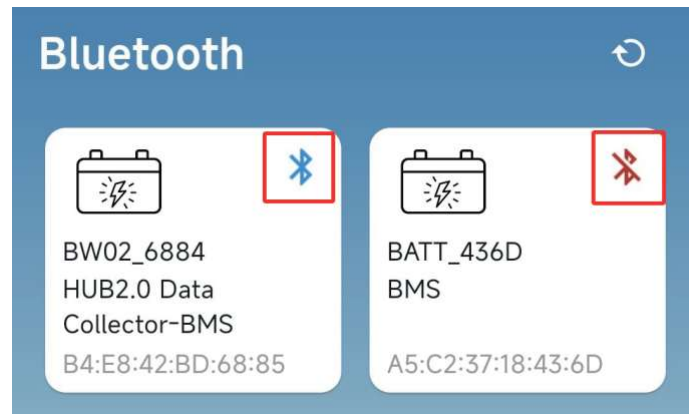 Bluetooth
BW02_6884
HUB2.0 Data
Collector-BMS
B4:E8:42:BD:68:85
BATT_436D
BMS
A5:C2:37:18:43:6D